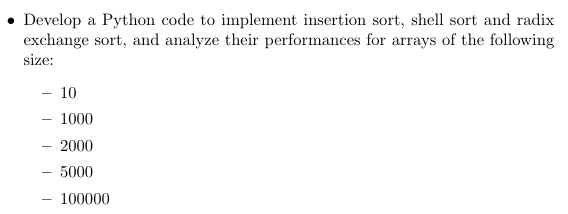 • Develop a Python code to implement insertion sort, shell sort and radix
exchange sort, and analyze their performances for arrays of the following
size:
– 10
– 1000
– 2000
– 5000
– 100000